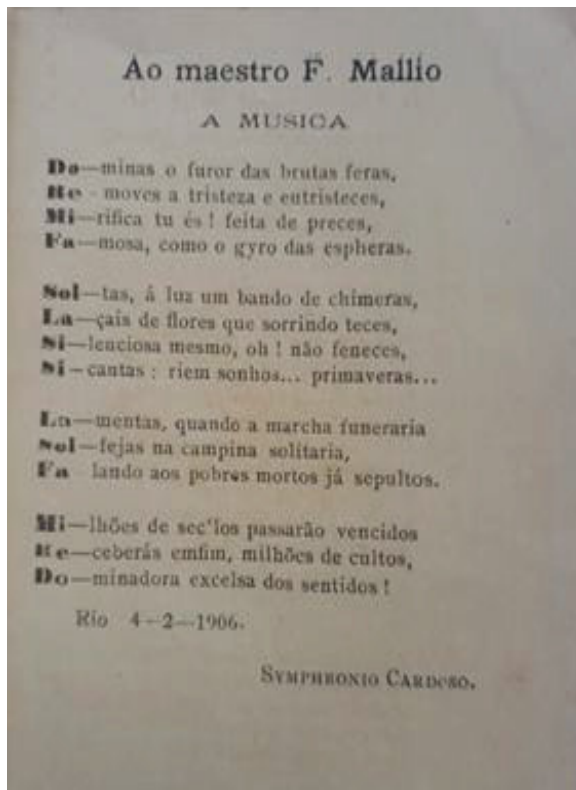 Ao maestro F. Mallio
A MUSICA
Do—minas o furor das brutas feras,
Re-moves a tristeza e entristeces,
Mi—rifica tu és ! feita de preces,
Fa—mosa, como o gyro das espheras.
Sol—tas, á luz um bando de chimeras,
La—çais de flores que sorrindo teces,
Si—lenciosa mesmo, oh ! não feneces,
Si—cantas : riem sonhos... primaveras...
La—mentas, quando a marcha funeraria
Sol—fejas na campina solitaria,
Fa lando aos pobres mortos já sepultos.
Mi—lhões de sec'los passarão vencidos
Re—ceberás emfim, milhões de cultos,
Do—minadora excelsa dos sentidos !
Rio 4—2—1906.
SYMPHRONIO CARDOSO.